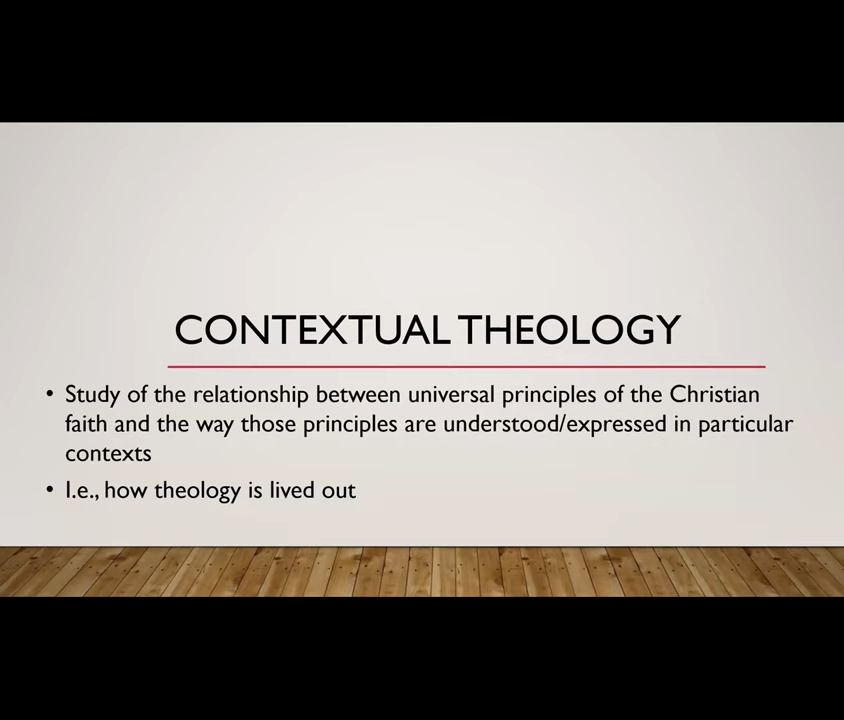 CONTEXTUAL THEOLOGY
• Study of the relationship between universal principles of the Christian
faith and the way those principles are understood/expressed in particular
contexts
• I.e., how theology is lived out